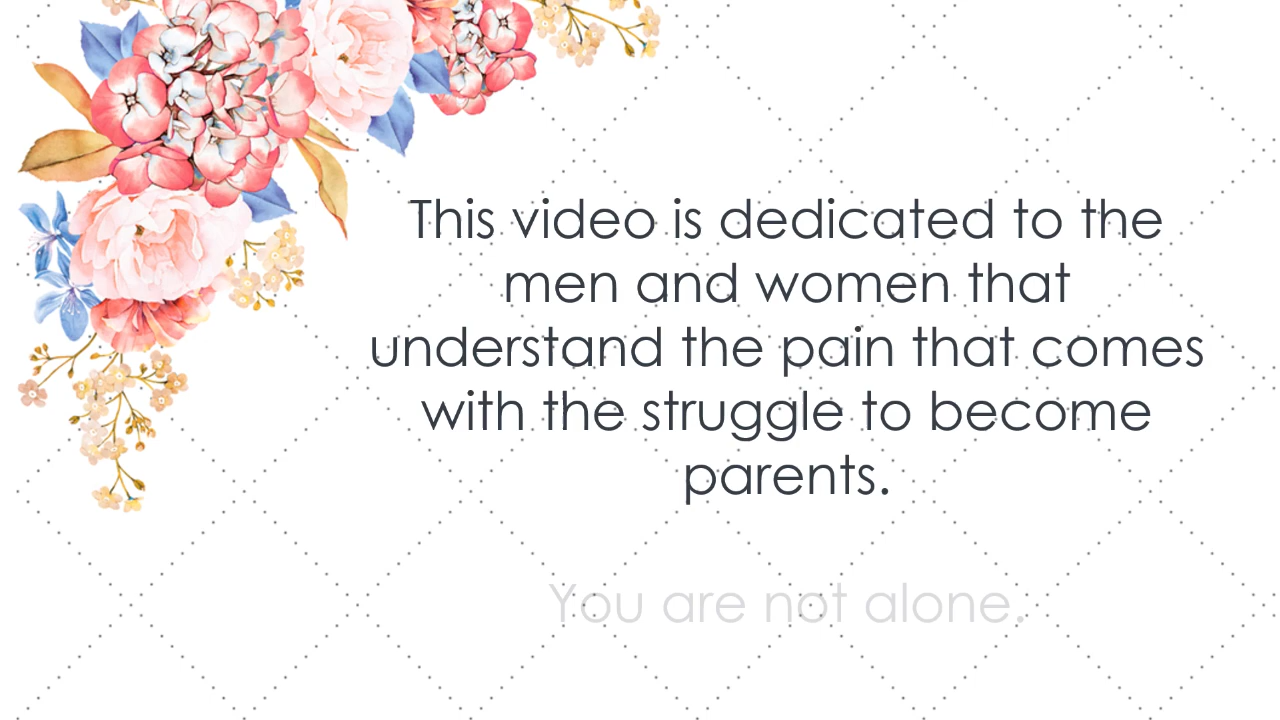 This video is dedicated to the
men and women that
understand the pain that comes
with the struggle to become
parents.
You are not alone.